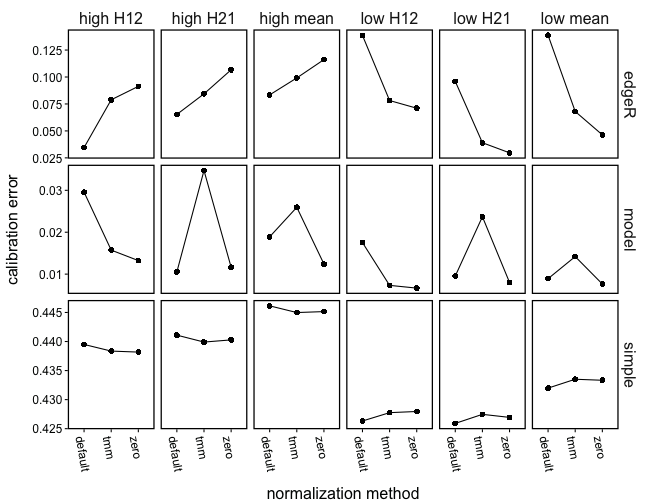 high H12 high H21 high mean low H12 low H21 low mean
0.125
0.100
0.075
0.050
0.025
edgeR
0.03
0.02
0.01
model
0.445
0.440
0.435
0.430
0.425
simple
calibration error
default tmm zero default tmm zero default tmm zero default tmm zero default tmm zero default tmm zero
normalization method